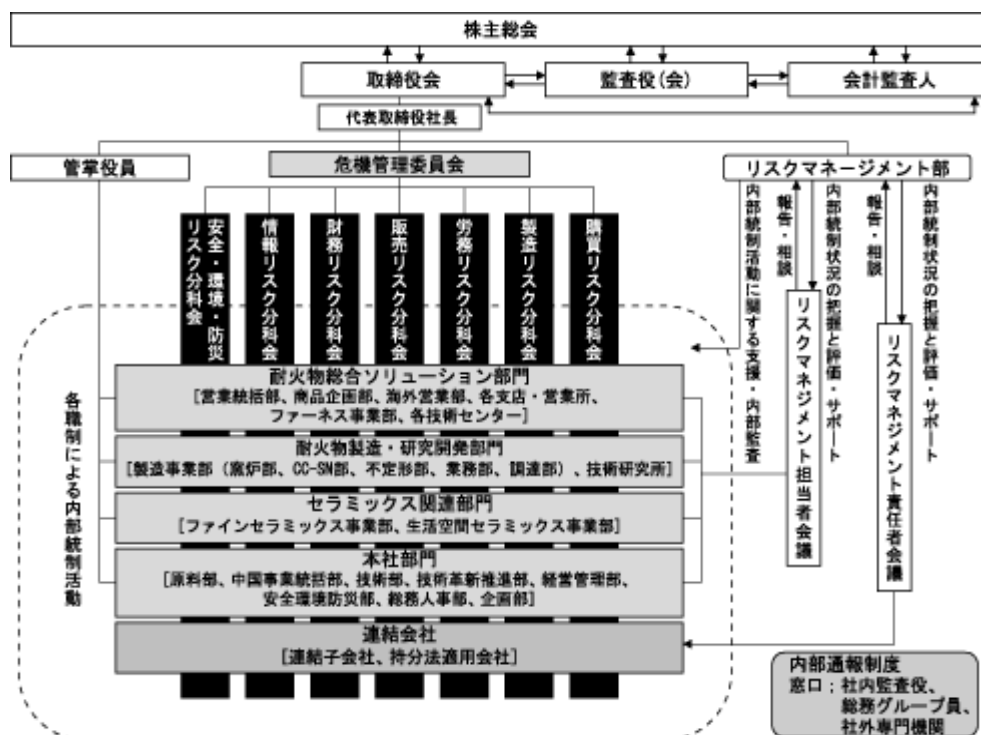 株主総会
取締役会
監査役(会)
会計監査人
代表取締役社長
管掌役員
危機管理委員会
リスクマネージメント部
安全・環境・防災
リスク分科会
情報リスク分科会
財務リスク分科会
販売リスク分科会
労務リスク分科会
製造リスク分科会
購買リスク分科会
内部統制活動に関する支援・内部監査
報告・相談
内部統制状況の把握と評価・サポート
報告・相談
内部統制状況の把握と評価・サポート
リスクマネジメント担当者会議
リスクマネジメント責任者会議
各職制による内部統制活動
耐火物総合ソリューション部門
[営業統括部、商品企画部、海外営業部、各支店・営業所、
ファーネス事業部、各技術センター]
耐火物製造・研究開発部門
[製造事業部（窯炉部、CC-SN部、不定形部、業務部、調達部）、技術研究所]
セラミックス関連部門
[ファインセラミックス事業部、生活空間セラミックス事業部]
本社部門
[原料部、中国事業統括部、技術部、技術革新推進部、経営管理部、
安全環境防災部、総務人事部、企画部]
連結会社
[連結子会社、持分法適用会社]
内部通報制度
窓口；社内監査役、
総務グループ員、
社外専門機関